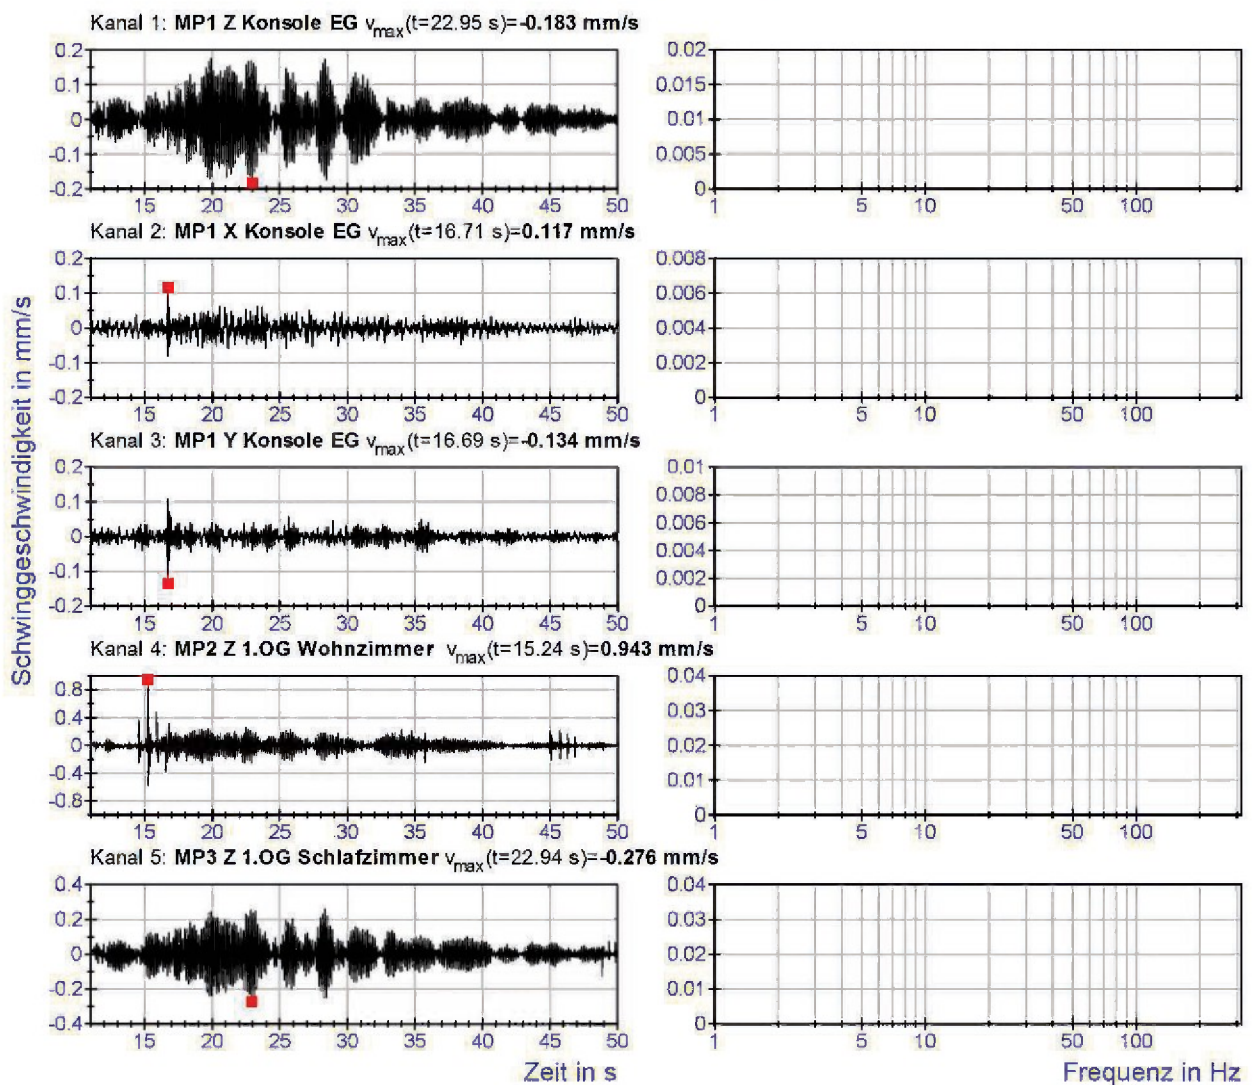 Kanal 1: MP1 Z Konsole EG vmax(t=22.95 s)=-0.183 mm/s
0.2
0.1
0
-0.1
-0.2
15 20 25 30 35 40 45 50
0.02
0.015
0.01
0.005
0
1 5 10 50 100
Kanal 2: MP1 X Konsole EG vmax(t=16.71 s)=0.117 mm/s
0.2
0.1
0
-0.1
-0.2
15 20 25 30 35 40 45 50
0.008
0.006
0.004
0.002
0
1 5 10 50 100
Kanal 3: MP1 Y Konsole EG vmax(t=16.69 s)=-0.134 mm/s
0.2
0.1
0
-0.1
-0.2
15 20 25 30 35 40 45 50
0.01
0.008
0.006
0.004
0.002
0
1 5 10 50 100
Kanal 4: MP2 Z 1.OG Wohnzimmer vmax(t=15.24 s)=0.943 mm/s
0.8
0.4
0
-0.4
-0.8
15 20 25 30 35 40 45 50
0.04
0.03
0.02
0.01
0
1 5 10 50 100
Kanal 5: MP3 Z 1.OG Schlafzimmer vmax(t=22.94 s)=-0.276 mm/s
0.4
0.2
0
-0.2
-0.4
15 20 25 30 35 40 45 50
0.04
0.03
0.02
0.01
0
1 5 10 50 100
Schwinggeschwindigkeit in mm/s
Zeit in s
Frequenz in Hz